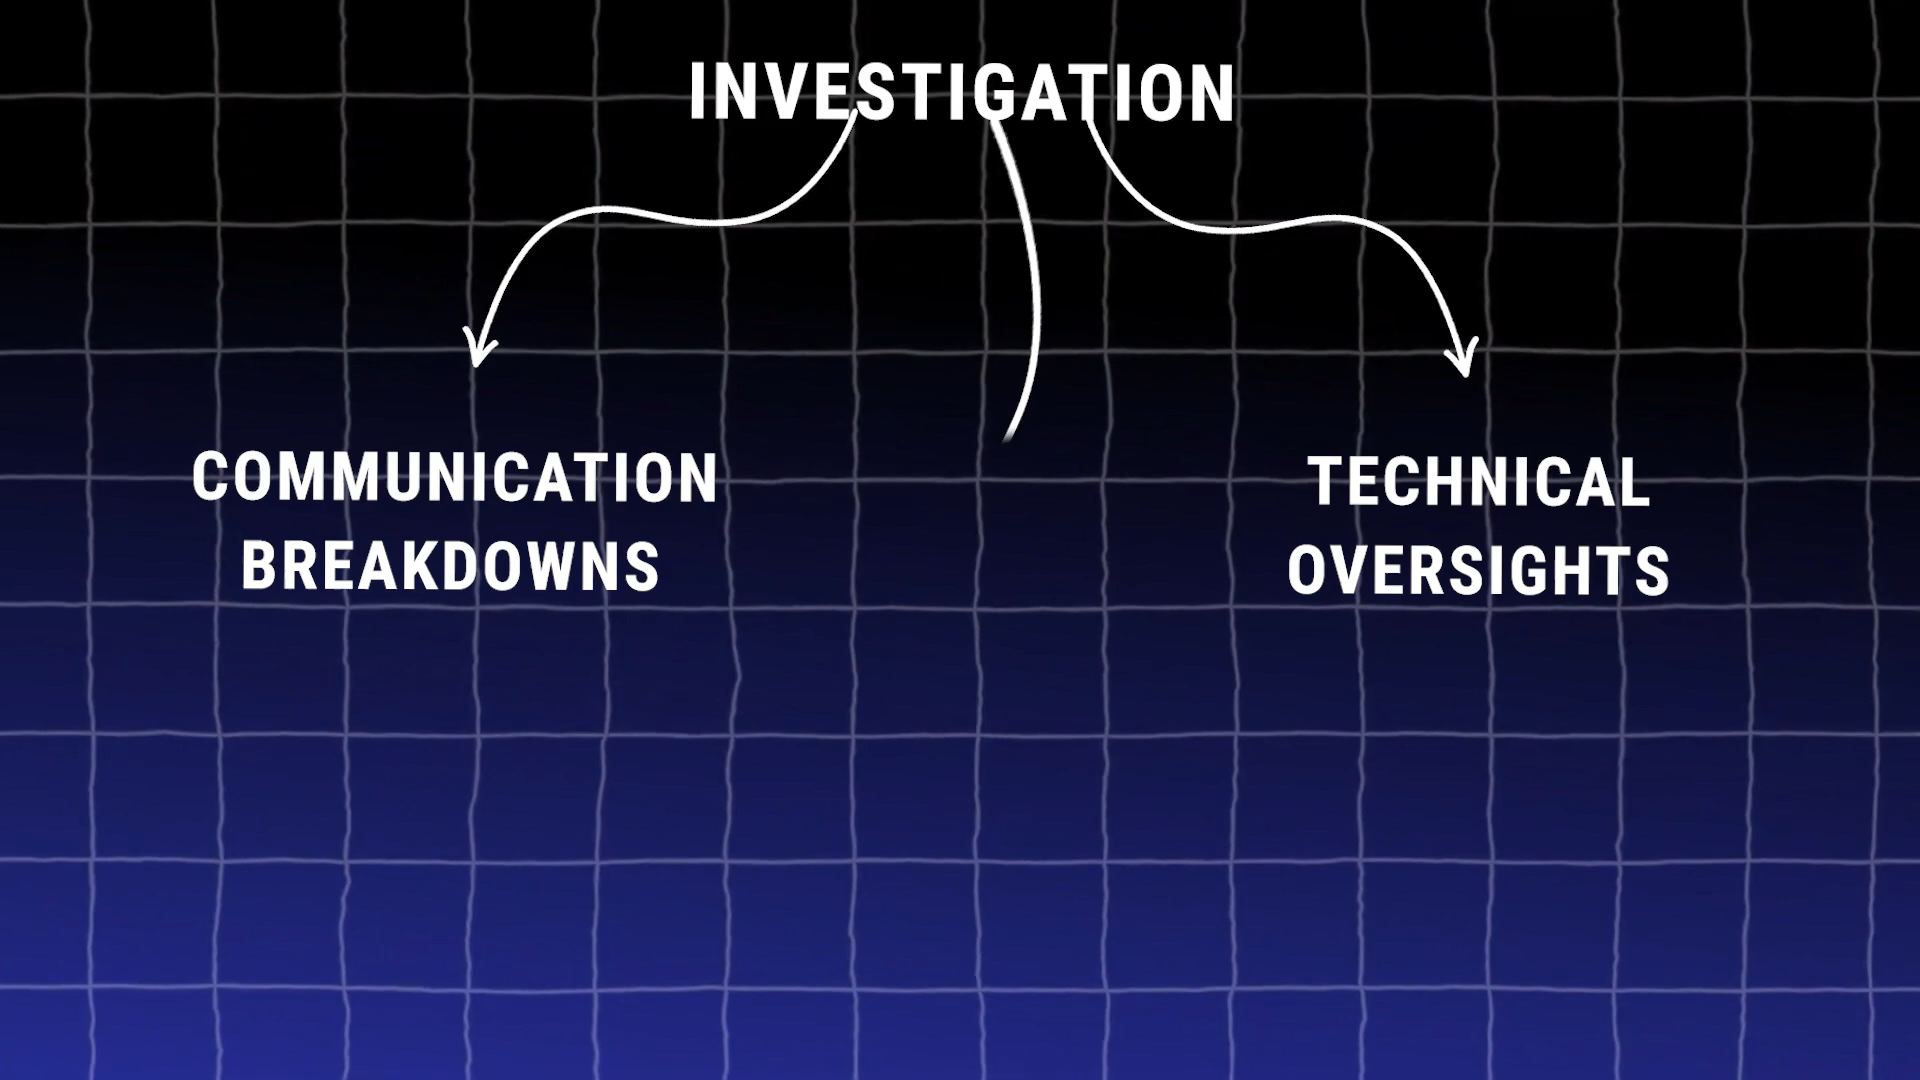 INVESTIGATION
COMMUNICATION
BREAKDOWNS
TECHNICAL
OVERSIGHTS